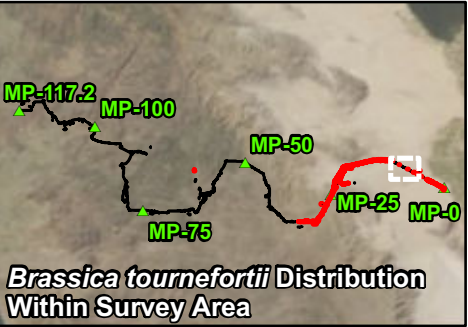 MP-117.2
MP-100
MP-50
MP-25
MP-0
MP-75
Brassica tournefortii Distribution
Within Survey Area